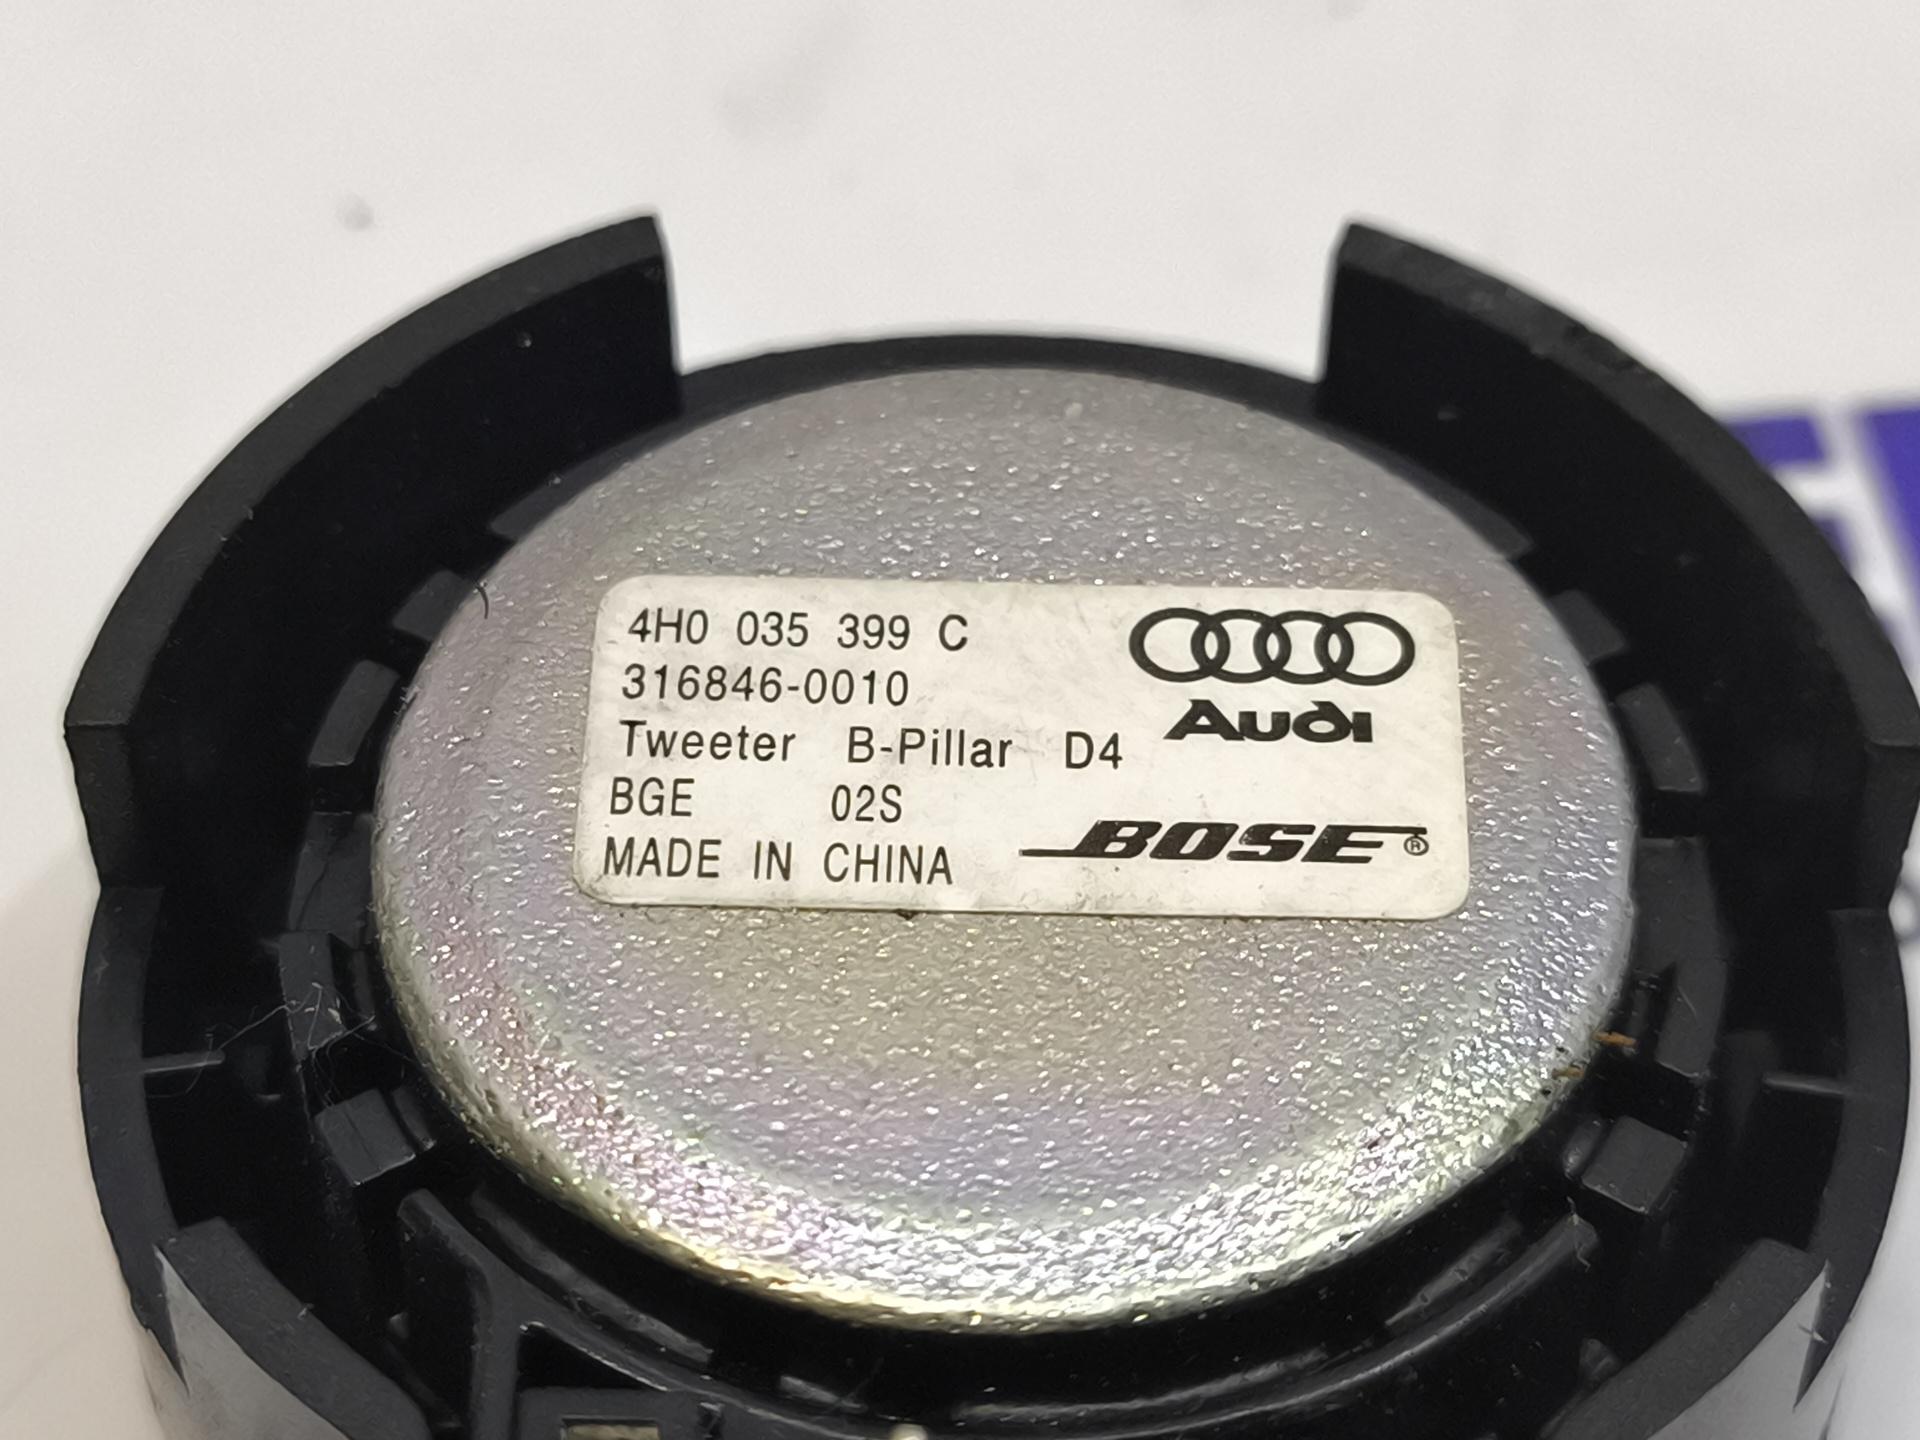 4H0 035 399 C
316846-0010
Tweeter B-Pillar D4
BGE 02S
MADE IN CHINA
Audi
BOSE®